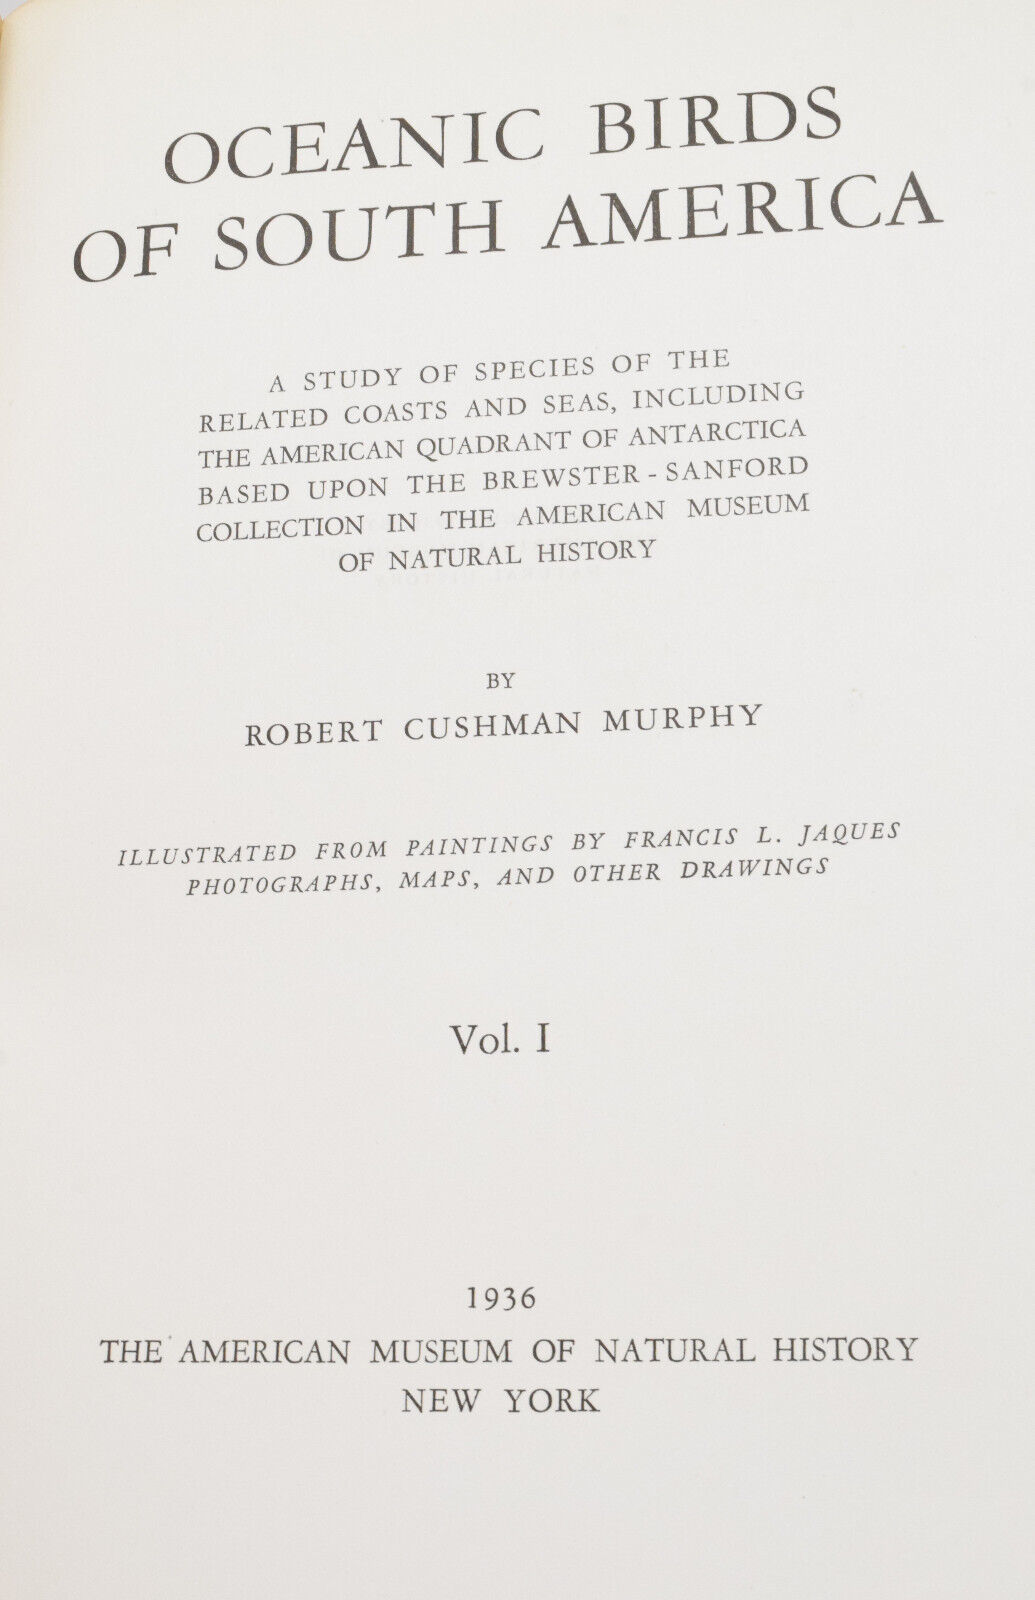 OCEANIC BIRDS
OF SOUTH AMERICA
A STUDY OF SPECIES OF THE
RELATED COASTS AND SEAS, INCLUDING
THE AMERICAN QUADRANT OF ANTARCTICA
BASED UPON THE BREWSTER - SANFORD
COLLECTION IN THE AMERICAN MUSEUM
OF NATURAL HISTORY
BY
ROBERT CUSHMAN MURPHY
ILLUSTRATED FROM PAINTINGS BY FRANCIS L. JAQUES
PHOTOGRAPHS, MAPS, AND OTHER DRAWINGS
Vol. I
1936
THE AMERICAN MUSEUM OF NATURAL HISTORY
NEW YORK